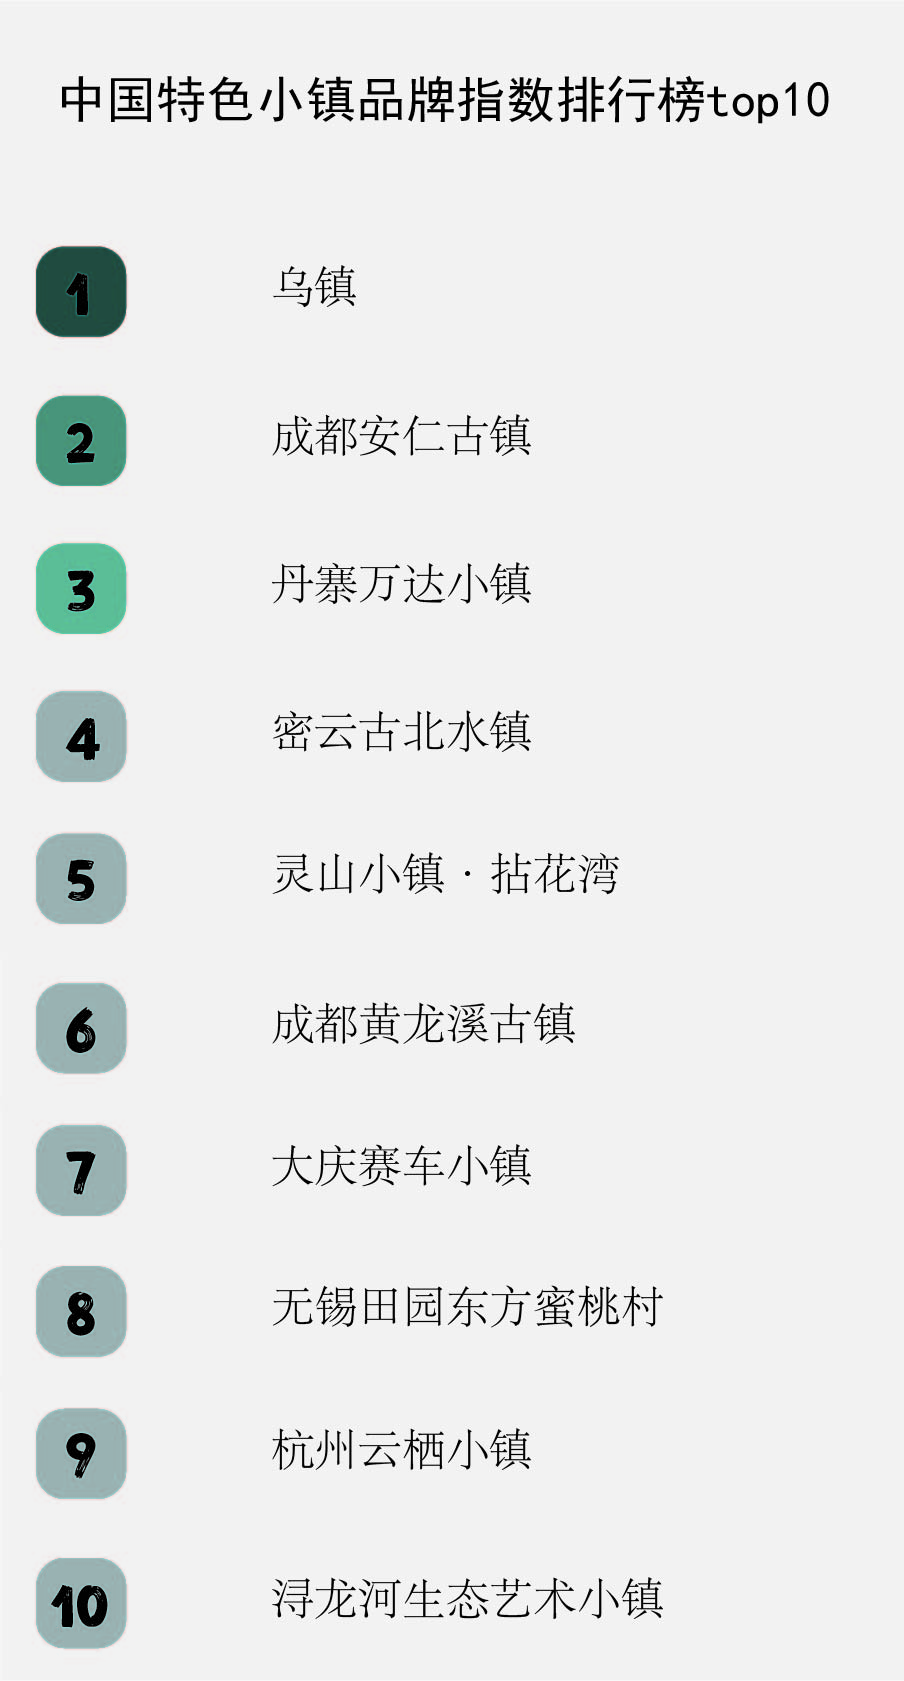 中国特色小镇品牌指数排行榜top10
1 乌镇
2 成都安仁古镇
3 丹寨万达小镇
4 密云古北水镇
5 灵山小镇·拈花湾
6 成都黄龙溪古镇
7 大庆赛车小镇
8 无锡田园东方蜜桃村
9 杭州云栖小镇
10 浔龙河生态艺术小镇